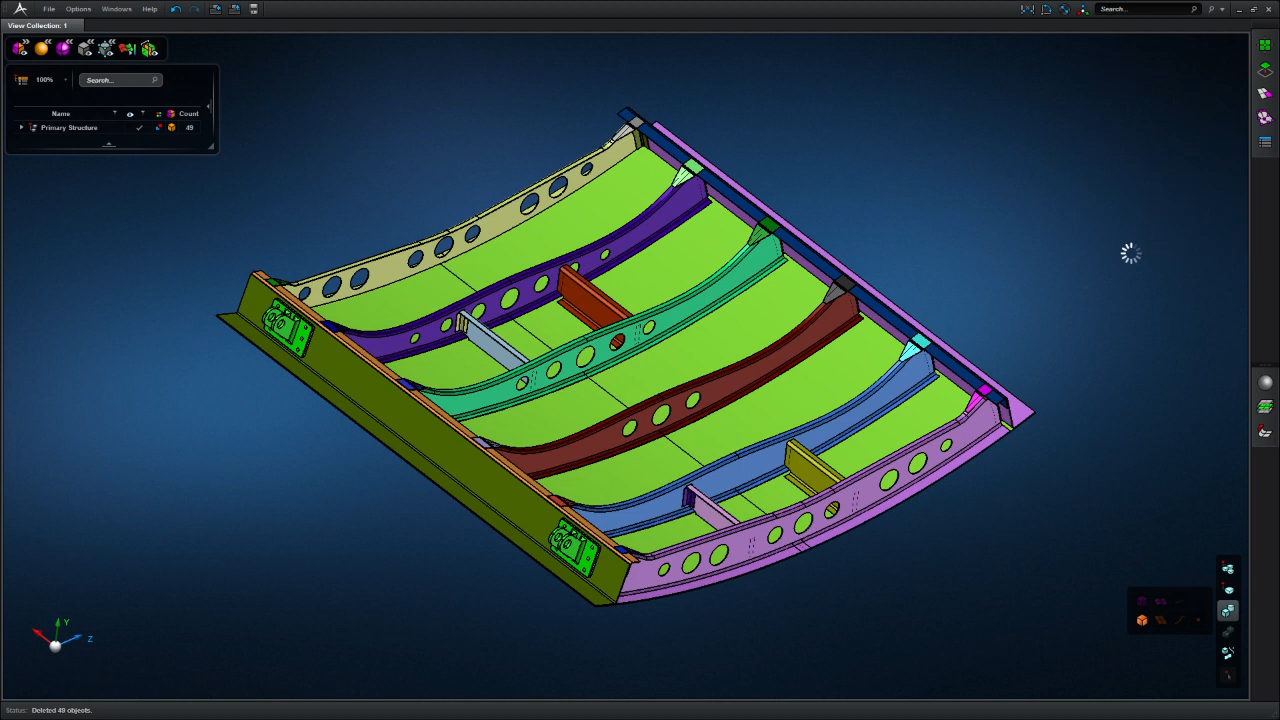 File Options Windows Help Search...
View Collection: 1
100% Search...
Name Count
Primary Structure 49
Y
Z
Status: Deleted 49 objects.